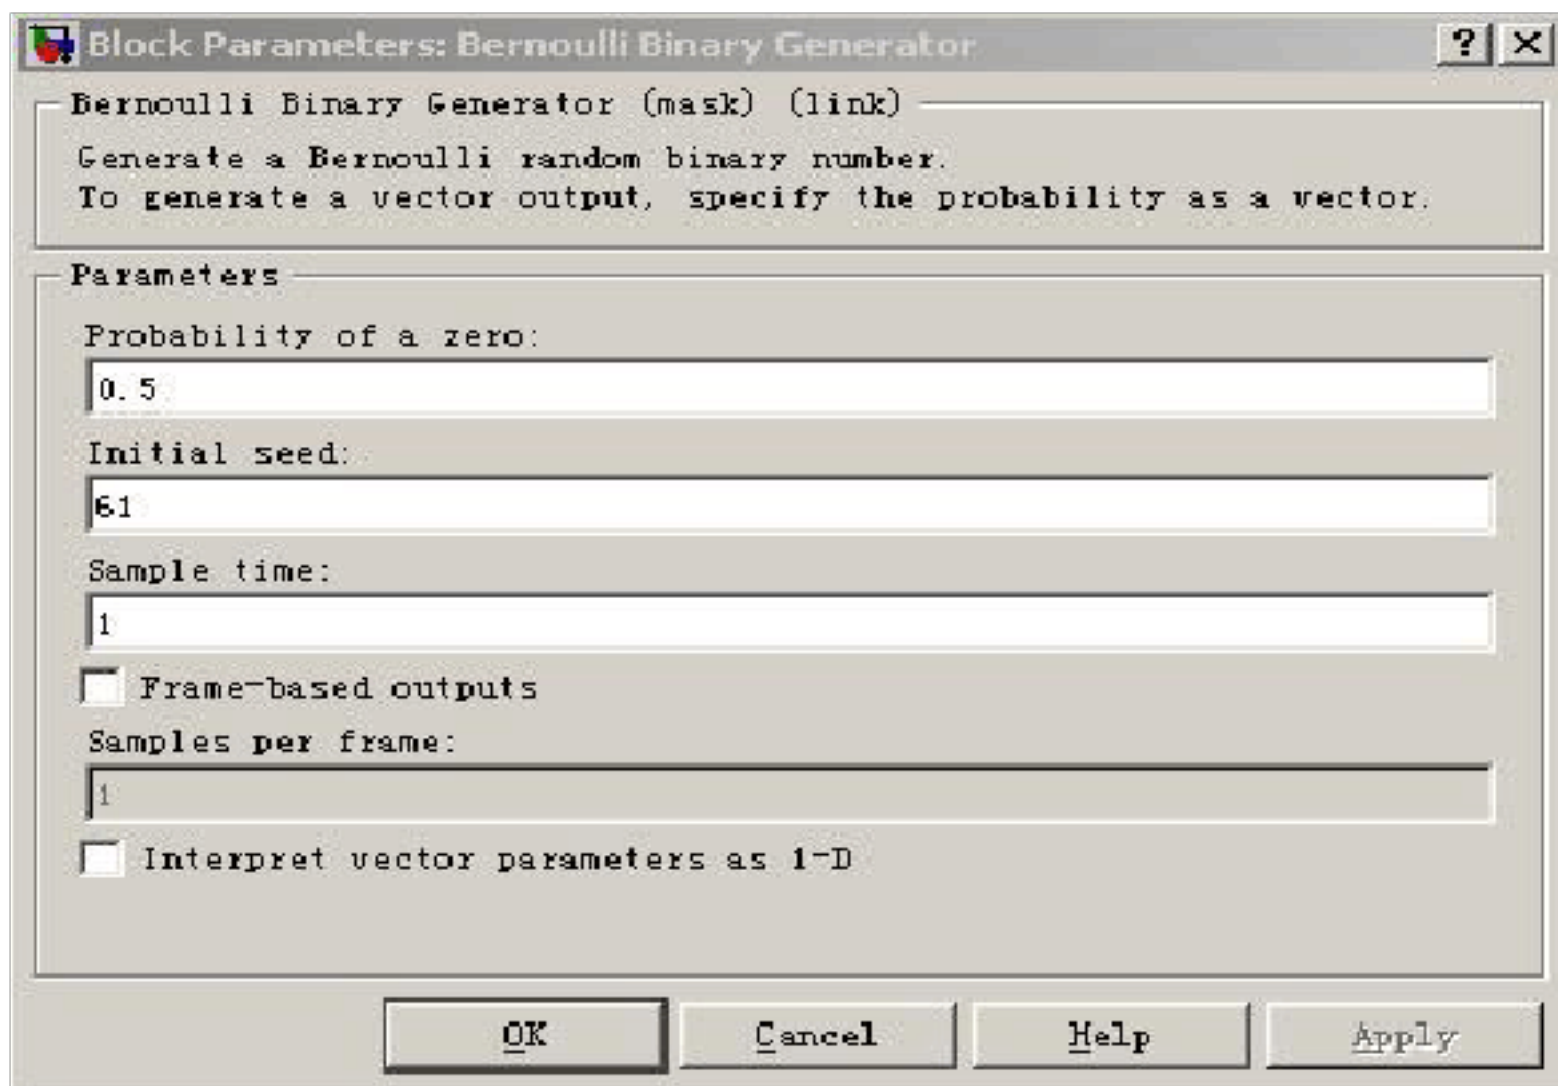 Block Parameters: Bernoulli Binary Generator
Bernoulli Binary Generator (mask) (link)
Generate a Bernoulli random binary number.
To generate a vector output, specify the probability as a vector.
Parameters
Probability of a zero:
0.5
Initial seed:
61
Sample time:
1
Frame-based outputs
Samples per frame:
1
Interpret vector parameters as 1-D
OK Cancel Help Apply